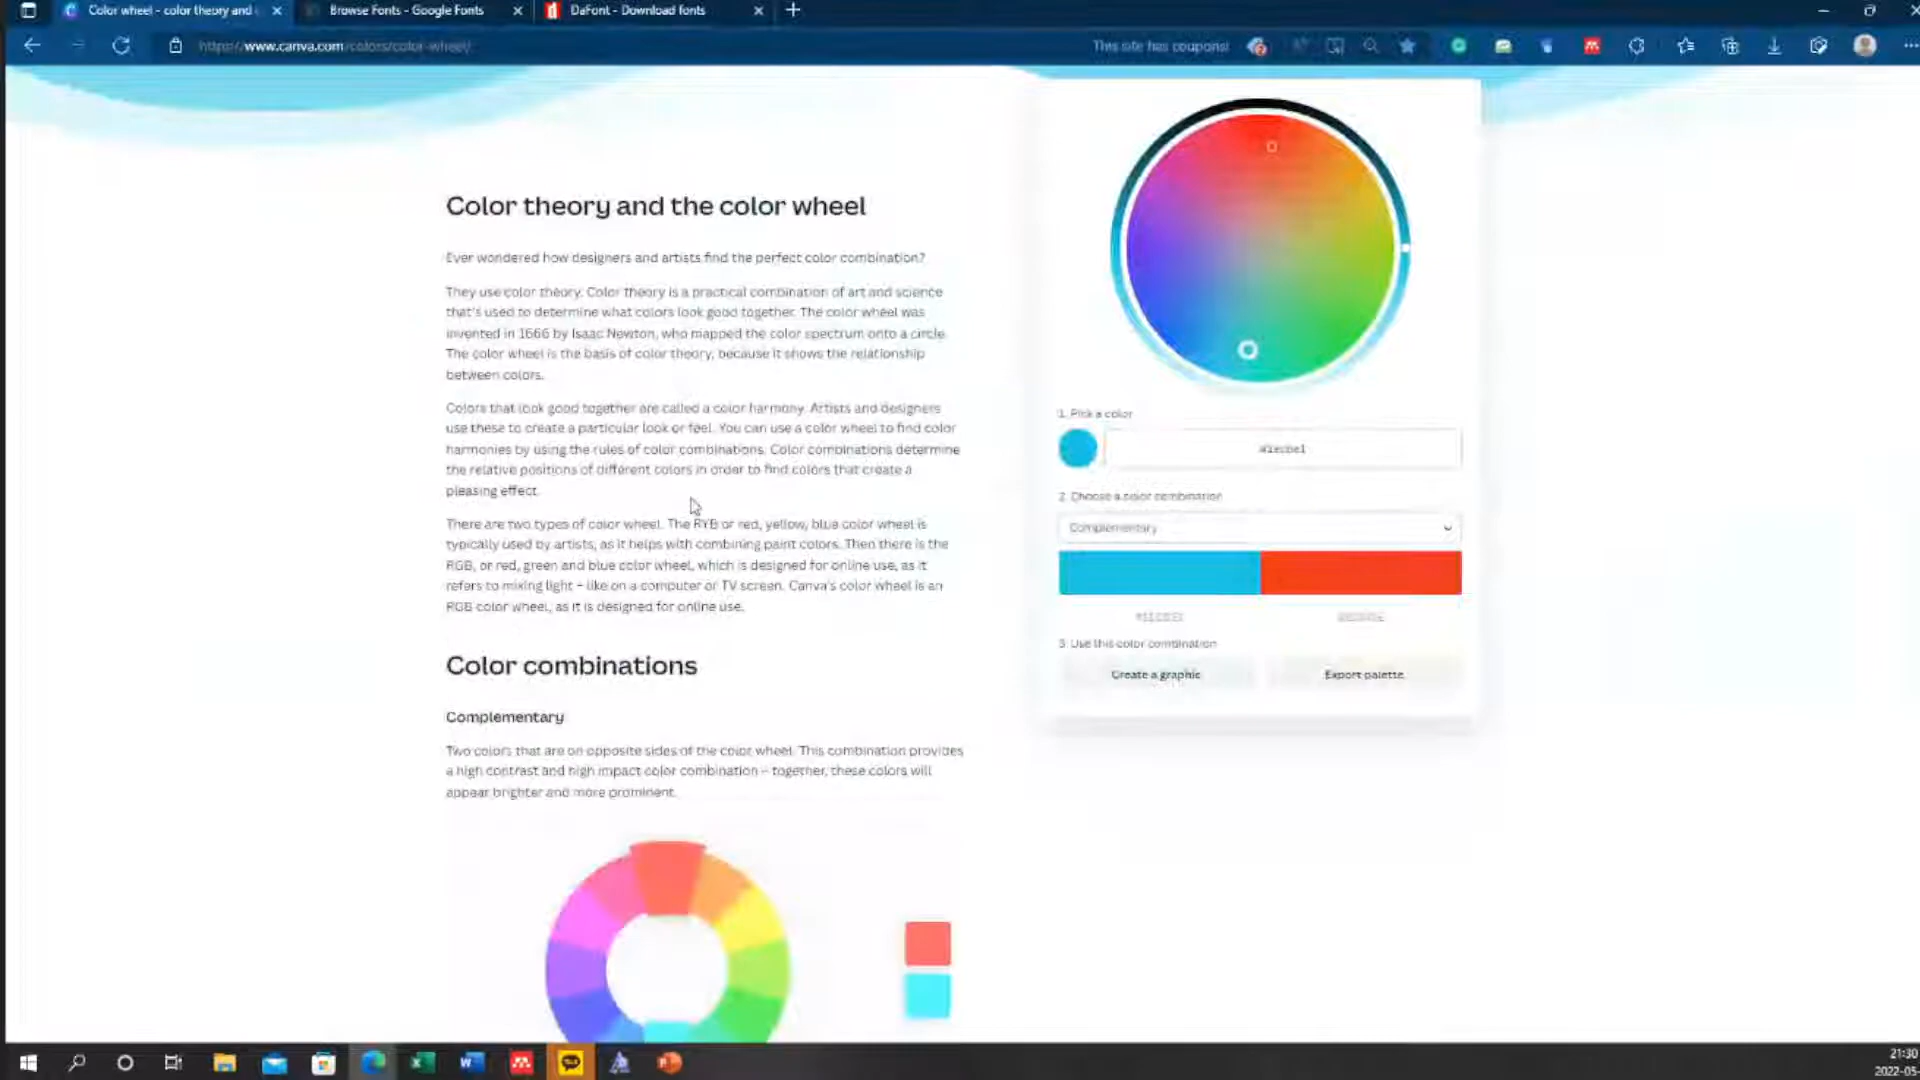 Color wheel - color theory and
Browse Fonts - Google Fonts
DaFont - Download fonts
https://www.canva.com/colors/color-wheel/
This site has coupons!
Color theory and the color wheel
Ever wondered how designers and artists find the perfect color combination?
They use color theory. Color theory is a practical combination of art and science
that's used to determine what colors look good together. The color wheel was
invented in 1666 by Isaac Newton, who mapped the color spectrum onto a circle.
The color wheel is the basis of color theory, because it shows the relationship
between colors.
Colors that look good together are called a color harmony. Artists and designers
use these to create a particular look or feel. You can use a color wheel to find color
harmonies by using the rules of color combinations. Color combinations determine
the relative positions of different colors in order to find colors that create a
pleasing effect.
There are two types of color wheel. The RYB or red, yellow, blue color wheel is
typically used by artists, as it helps with combining paint colors. Then there is the
RGB, or red, green and blue color wheel, which is designed for online use, as it
refers to mixing light – like on a computer or TV screen. Canva's color wheel is an
RGB color wheel, as it is designed for online use.
Color combinations
Complementary
Two colors that are on opposite sides of the color wheel. This combination provides
a high contrast and high impact color combination – together, these colors will
appear brighter and more prominent.
1. Pick a color
2. Choose a color combination
Complementary
3. Use this color combination
Create a graphic
Export palette
21:30
2022-05-